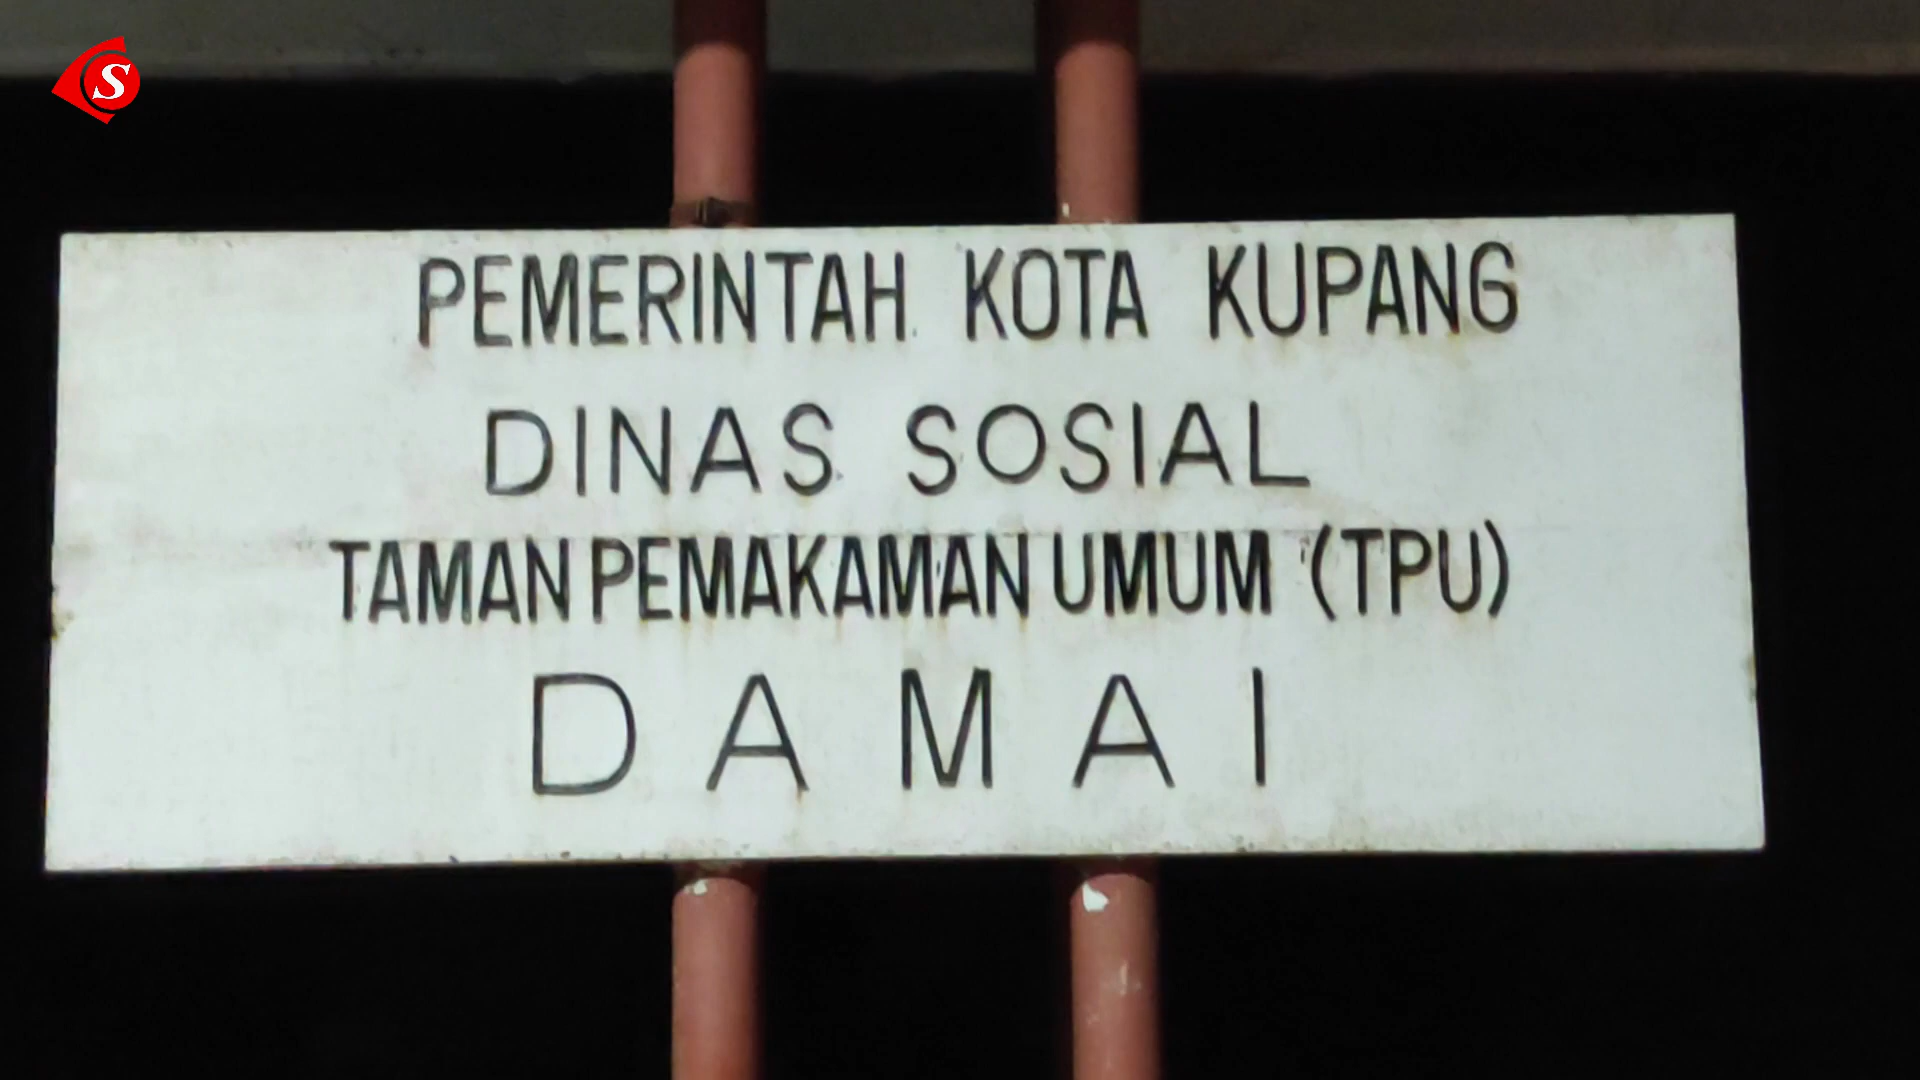 S
PEMERINTAH KOTA KUPANG
DINAS SOSIAL
TAMAN PEMAKAMAN UMUM (TPU)
DAMAI